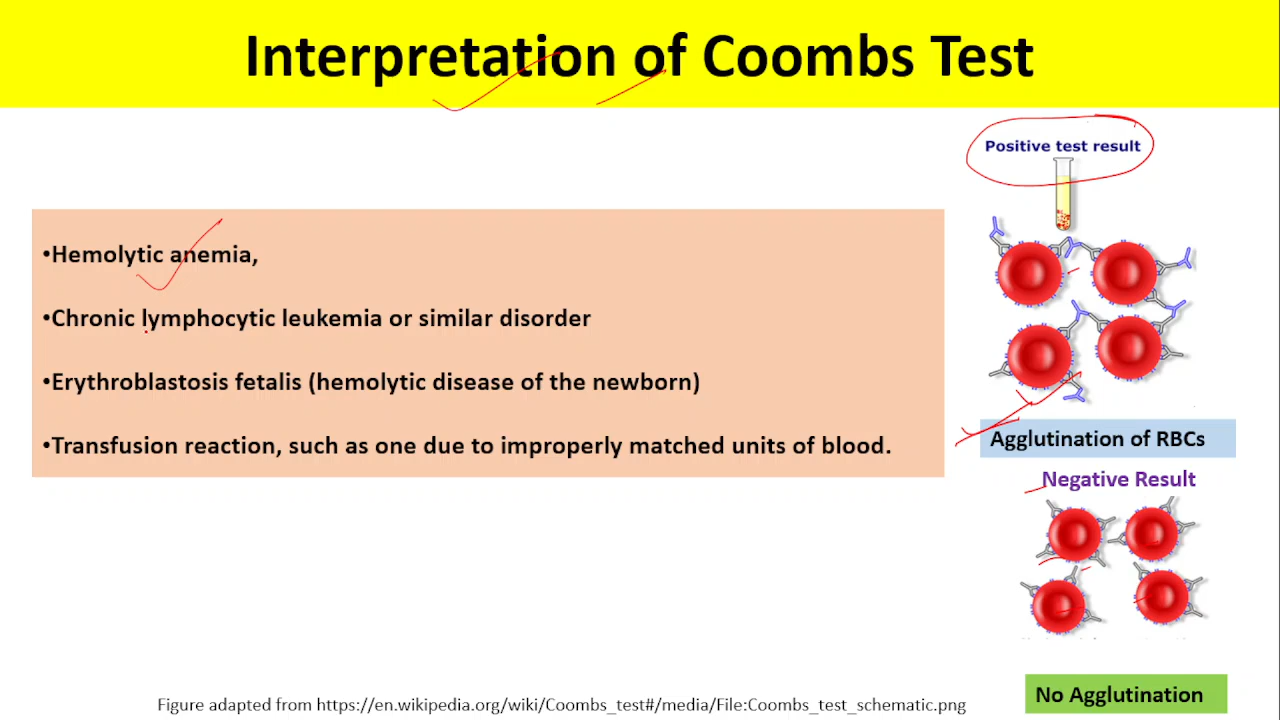 Interpretation of Coombs Test
•Hemolytic anemia,
•Chronic lymphocytic leukemia or similar disorder
•Erythroblastosis fetalis (hemolytic disease of the newborn)
•Transfusion reaction, such as one due to improperly matched units of blood.
Positive test result
Agglutination of RBCs
Negative Result
No Agglutination
Figure adapted from https://en.wikipedia.org/wiki/Coombs_test#/media/File:Coombs_test_schematic.png